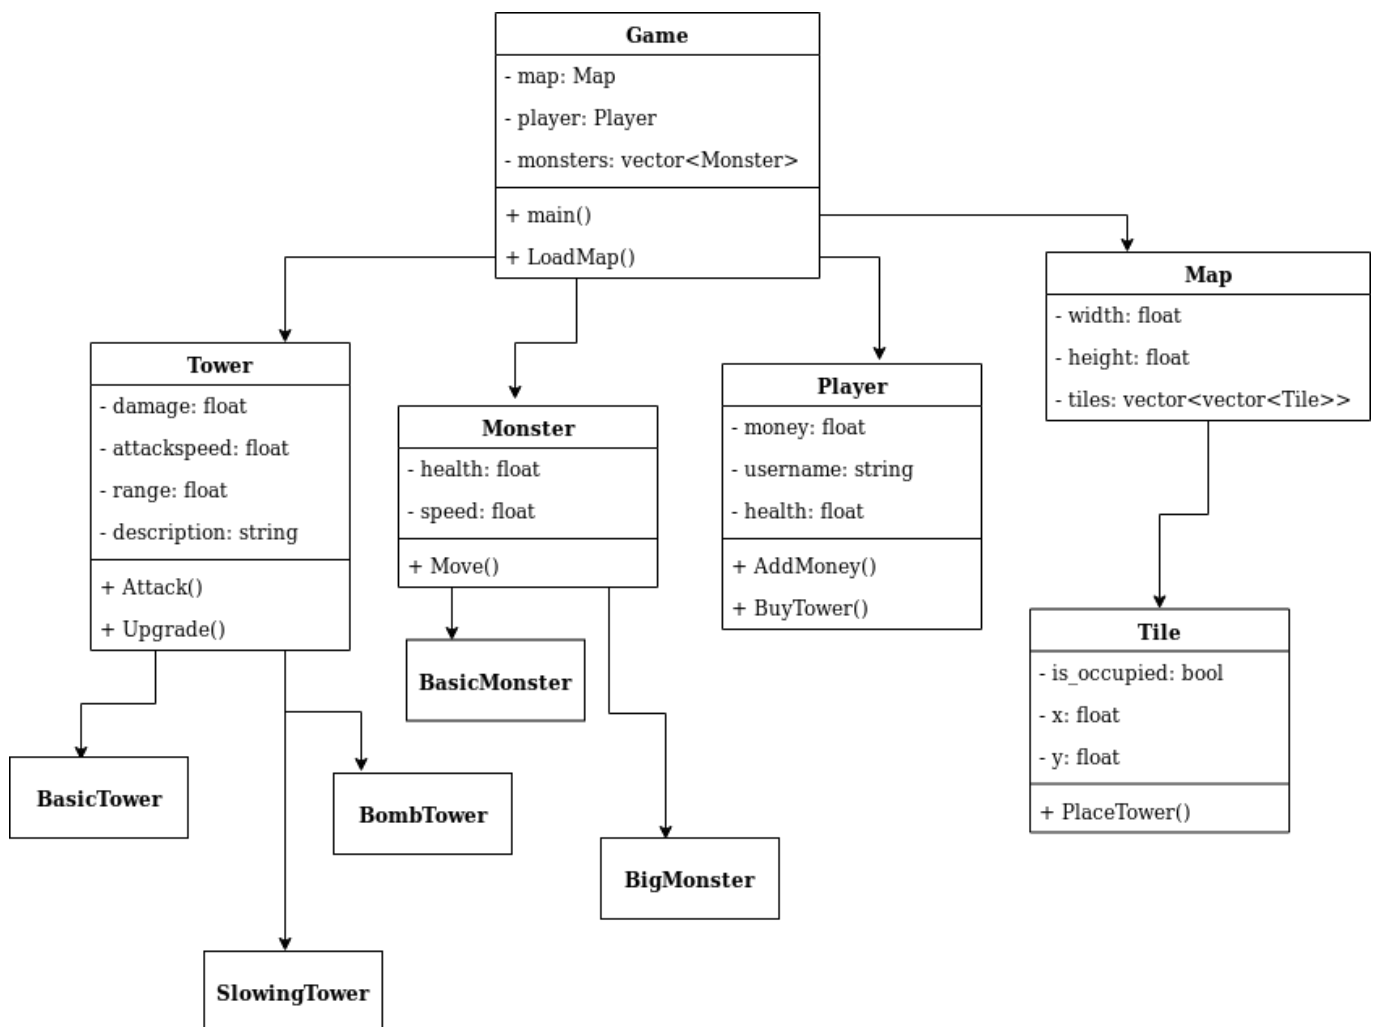 Game
- map: Map
- player: Player
- monsters: vector<Monster>
+ main()
+ LoadMap()
Map
- width: float
- height: float
- tiles: vector<vector<Tile>>
Tower
- damage: float
- attackspeed: float
- range: float
- description: string
+ Attack()
+ Upgrade()
Monster
- health: float
- speed: float
+ Move()
Player
- money: float
- username: string
- health: float
+ AddMoney()
+ BuyTower()
Tile
- is_occupied: bool
- x: float
- y: float
+ PlaceTower()
BasicMonster
BasicTower
BombTower
BigMonster
SlowingTower